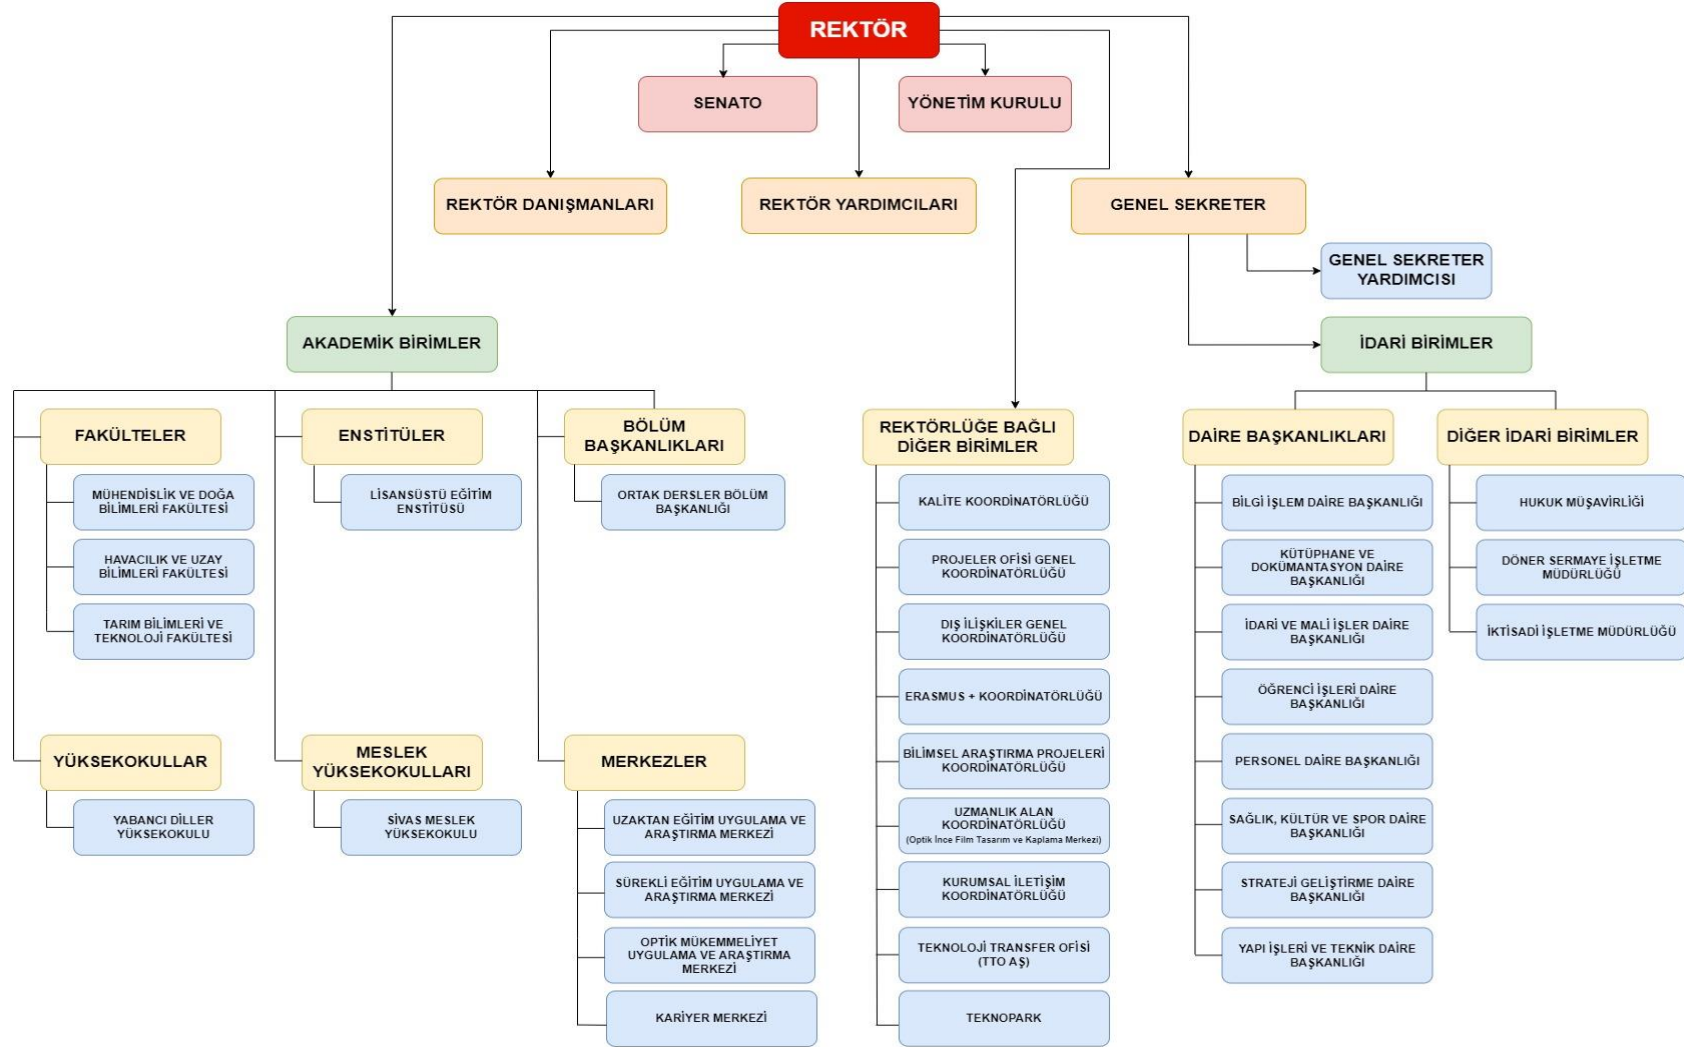 REKTÖR
SENATO
YÖNETİM KURULU
REKTÖR DANIŞMANLARI
REKTÖR YARDIMCILARI
GENEL SEKRETER
GENEL SEKRETER
YARDIMCISI
AKADEMİK BİRİMLER
İDARİ BİRİMLER
FAKÜLTELER
MÜHENDİSLİK VE DOĞA
BİLİMLERİ FAKÜLTESİ
HAVACILIK VE UZAY
BİLİMLERİ FAKÜLTESİ
TARIM BİLİMLERİ VE
TEKNOLOJİ FAKÜLTESİ
ENSTİTÜLER
LİSANSÜSTÜ EĞİTİM
ENSTİTÜSÜ
BÖLÜM
BAŞKANLIKLARI
ORTAK DERSLER BÖLÜM
BAŞKANLIĞI
YÜKSEKOKULLAR
YABANCI DİLLER
YÜKSEKOKULU
MESLEK
YÜKSEKOKULLARI
SİVAS MESLEK
YÜKSEKOKULU
MERKEZLER
UZAKTAN EĞİTİM UYGULAMA VE
ARAŞTIRMA MERKEZİ
SÜREKLİ EĞİTİM UYGULAMA VE
ARAŞTIRMA MERKEZİ
OPTİK MÜKEMMELİYET
UYGULAMA VE ARAŞTIRMA
MERKEZİ
KARİYER MERKEZİ
REKTÖRLÜĞE BAĞLI
DİĞER BİRİMLER
KALİTE KOORDİNATÖRLÜĞÜ
PROJELER OFİSİ GENEL
KOORDİNATÖRLÜĞÜ
DIŞ İLİŞKİLER GENEL
KOORDİNATÖRLÜĞÜ
ERASMUS + KOORDİNATÖRLÜĞÜ
BİLİMSEL ARAŞTIRMA PROJELERİ
KOORDİNATÖRLÜĞÜ
UZMANLIK ALAN
KOORDİNATÖRLÜĞÜ
(Optik İnce Film Tasarım ve Kaplama Merkezi)
KURUMSAL İLETİŞİM
KOORDİNATÖRLÜĞÜ
TEKNOLOJİ TRANSFER OFİSİ
(TTO AŞ)
TEKNOPARK
DAİRE BAŞKANLIKLARI
BİLGİ İŞLEM DAİRE BAŞKANLIĞI
KÜTÜPHANE VE
DOKÜMANTASYON DAİRE
BAŞKANLIĞI
İDARİ VE MALİ İŞLER DAİRE
BAŞKANLIĞI
ÖĞRENCİ İŞLERİ DAİRE
BAŞKANLIĞI
PERSONEL DAİRE BAŞKANLIĞI
SAĞLIK, KÜLTÜR VE SPOR DAİRE
BAŞKANLIĞI
STRATEJİ GELİŞTİRME DAİRE
BAŞKANLIĞI
YAPI İŞLERİ VE TEKNİK DAİRE
BAŞKANLIĞI
DİĞER İDARİ BİRİMLER
HUKUK MÜŞAVİRLİĞİ
DÖNER SERMAYE İŞLETME
MÜDÜRLÜĞÜ
İKTİSADİ İŞLETME MÜDÜRLÜĞÜ